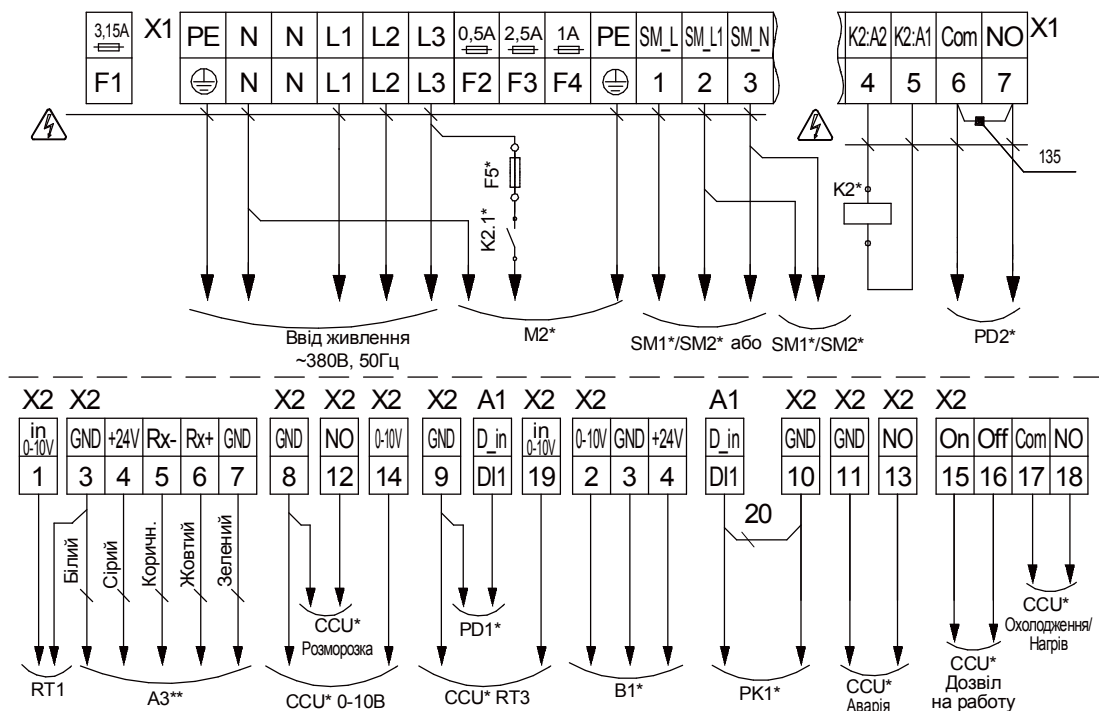 3,15A X1 PE N N L1 L2 L3 0,5A 2,5A 1A PE SM_L SM_L1 SM_N K2:A2 K2:A1 Com NO X1
F1 N N L1 L2 L3 F2 F3 F4 1 2 3 4 5 6 7
135
F5*
K2.1*
K2*
Ввід живлення
~380В, 50Гц
M2*
SM1*/SM2* або SM1*/SM2*
PD2*
X2 X2 X2 X2 X2 X2 A1 X2 X2 A1 X2 X2 X2 X2
in 0-10V GND +24V Rx- Rx+ GND GND NO 0-10V GND D_in in 0-10V 0-10V GND +24V D_in GND GND NO On Off Com NO
1 3 4 5 6 7 8 12 14 9 DI1 19 2 3 4 DI1 10 11 13 15 16 17 18
20
Білий
Сірий
Коричн.
Жовтий
Зелений
CCU*
Розморозка
PD1*
CCU*
Охолодження/
Нагрів
RT1
A3**
CCU* 0-10В
CCU* RT3
B1*
PK1*
CCU*
Аварія
CCU*
Дозвіл
на работу